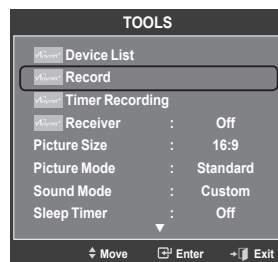 TOOLS
Device List
Record
Timer Recording
Receiver : Off
Picture Size : 16:9
Picture Mode : Standard
Sound Mode : Custom
Sleep Timer : Off
Move Enter Exit